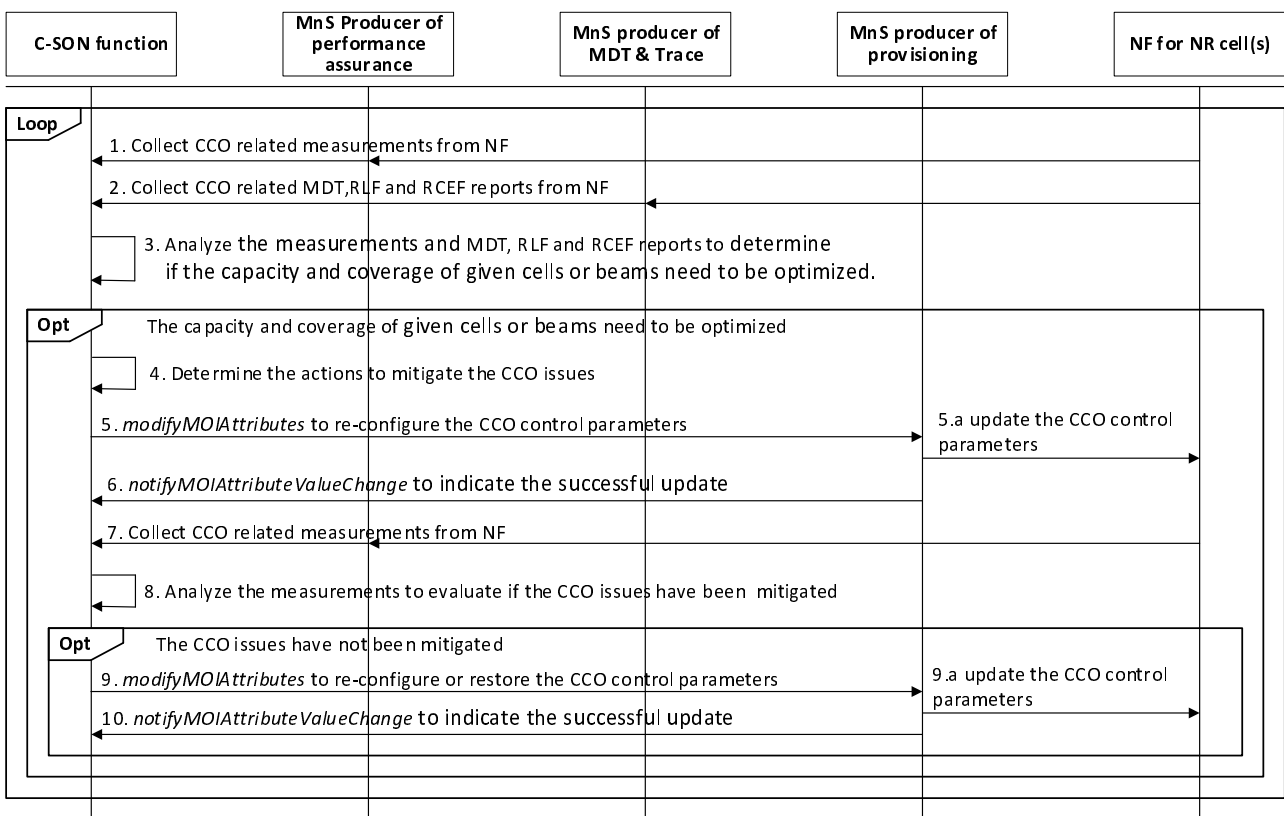 C-SON function
MnS Producer of
performance
assurance
MnS producer of
MDT & Trace
MnS producer of
provisioning
NF for NR cell(s)
Loop
1. Collect CCO related measurements from NF
2. Collect CCO related MDT,RLF and RCEF reports from NF
3. Analyze the measurements and MDT, RLF and RCEF reports to determine
if the capacity and coverage of given cells or beams need to be optimized.
Opt
The capacity and coverage of given cells or beams need to be optimized
4. Determine the actions to mitigate the CCO issues
5. modifyMOIAttributes to re-configure the CCO control parameters
5.a update the CCO control
parameters
6. notifyMOIAttributeValueChange to indicate the successful update
7. Collect CCO related measurements from NF
8. Analyze the measurements to evaluate if the CCO issues have been mitigated
Opt
The CCO issues have not been mitigated
9. modifyMOIAttributes to re-configure or restore the CCO control parameters
9.a update the CCO control
parameters
10. notifyMOIAttributeValueChange to indicate the successful update